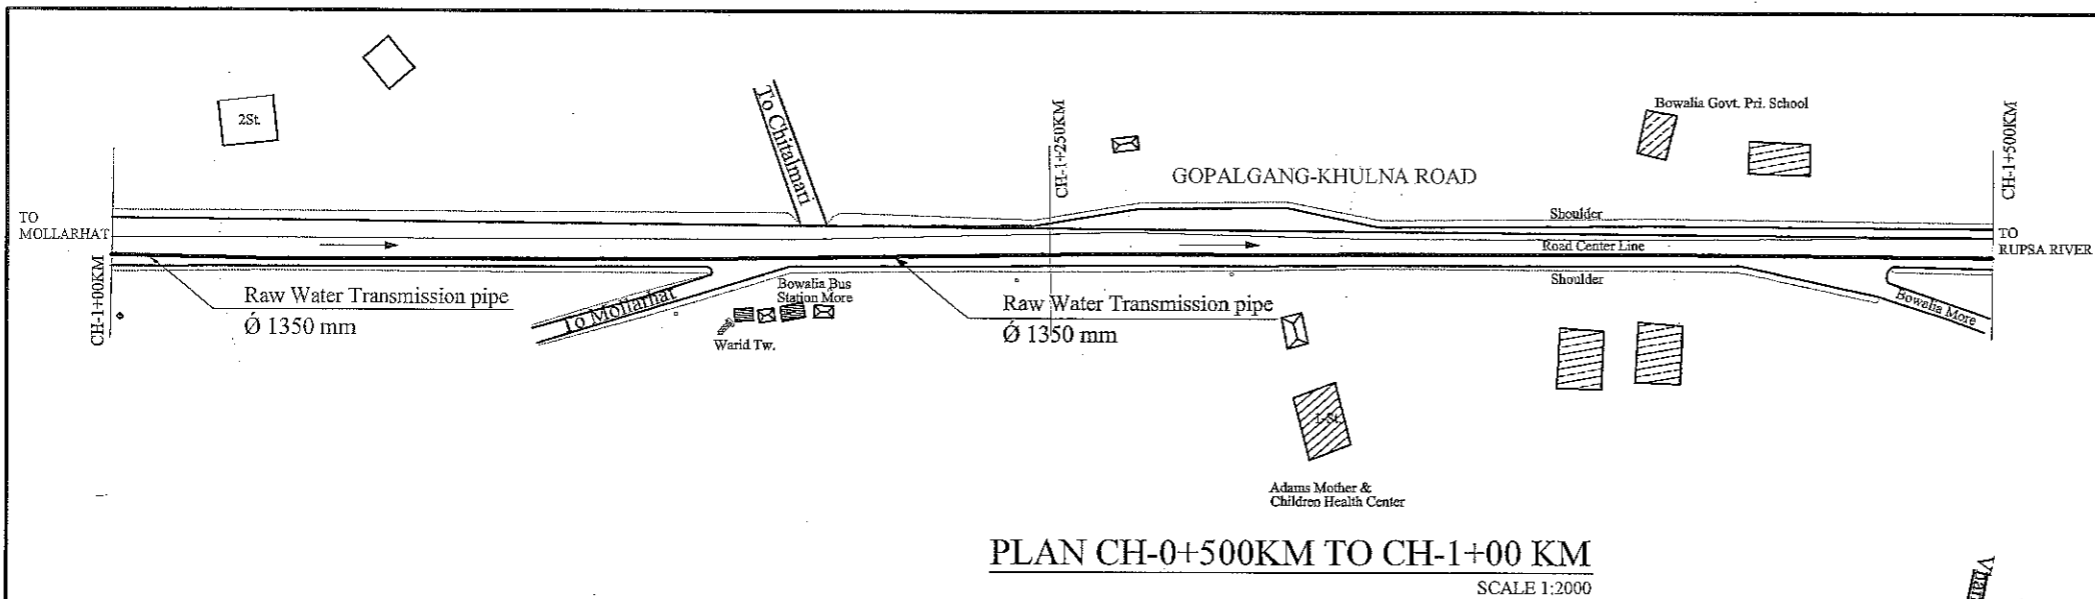 2St.
To Chitalmari
CH-1+250KM
Bowalia Govt. Pri. School
CH-1+500KM
GOPALGANG-KHULNA ROAD
TO
MOLLARHAT
Shoulder
Road Center Line
TO
RUPSA RIVER
CH-1+00KM
Raw Water Transmission pipe
Ǿ 1350 mm
To Mollarhat
Bowalia Bus
Station More
Warid Tw.
Raw Water Transmission pipe
Ǿ 1350 mm
Shoulder
Bowalia More
1-St.
Adams Mother &
Children Health Center
PLAN CH-0+500KM TO CH-1+00 KM
SCALE 1:2000